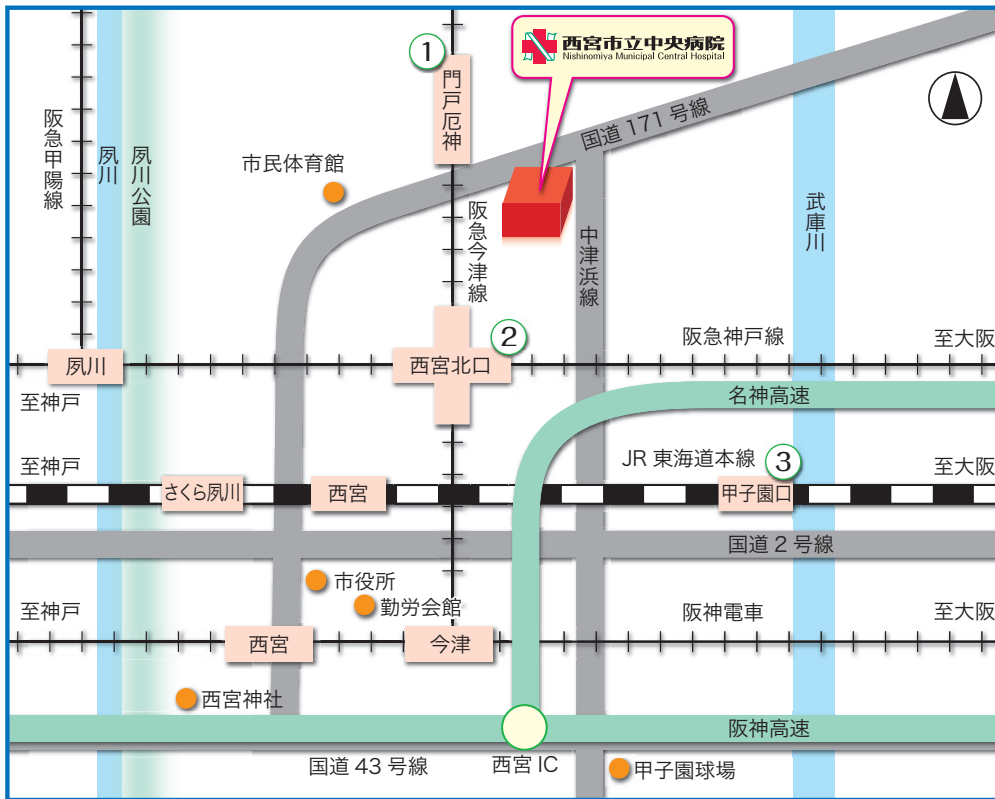 西宮市立中央病院
Nishinomiya Municipal Central Hospital
1
門戸厄神
国道171号線
阪急甲陽線
夙川
夙川公園
市民体育館
阪急今津線
中津浜線
武庫川
2
夙川
西宮北口
阪急神戸線
至大阪
至神戸
名神高速
至神戸
JR東海道本線
3
至大阪
さくら夙川
西宮
甲子園口
国道2号線
市役所
勤労会館
至神戸
阪神電車
至大阪
西宮
今津
西宮神社
阪神高速
国道43号線
西宮IC
甲子園球場